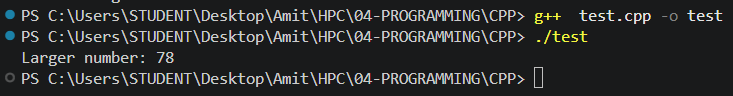 PS C:\Users\STUDENT\Desktop\Amit\HPC\04-PROGRAMMING\CPP> g++  test.cpp -o test
PS C:\Users\STUDENT\Desktop\Amit\HPC\04-PROGRAMMING\CPP> ./test
Larger number: 78
PS C:\Users\STUDENT\Desktop\Amit\HPC\04-PROGRAMMING\CPP>